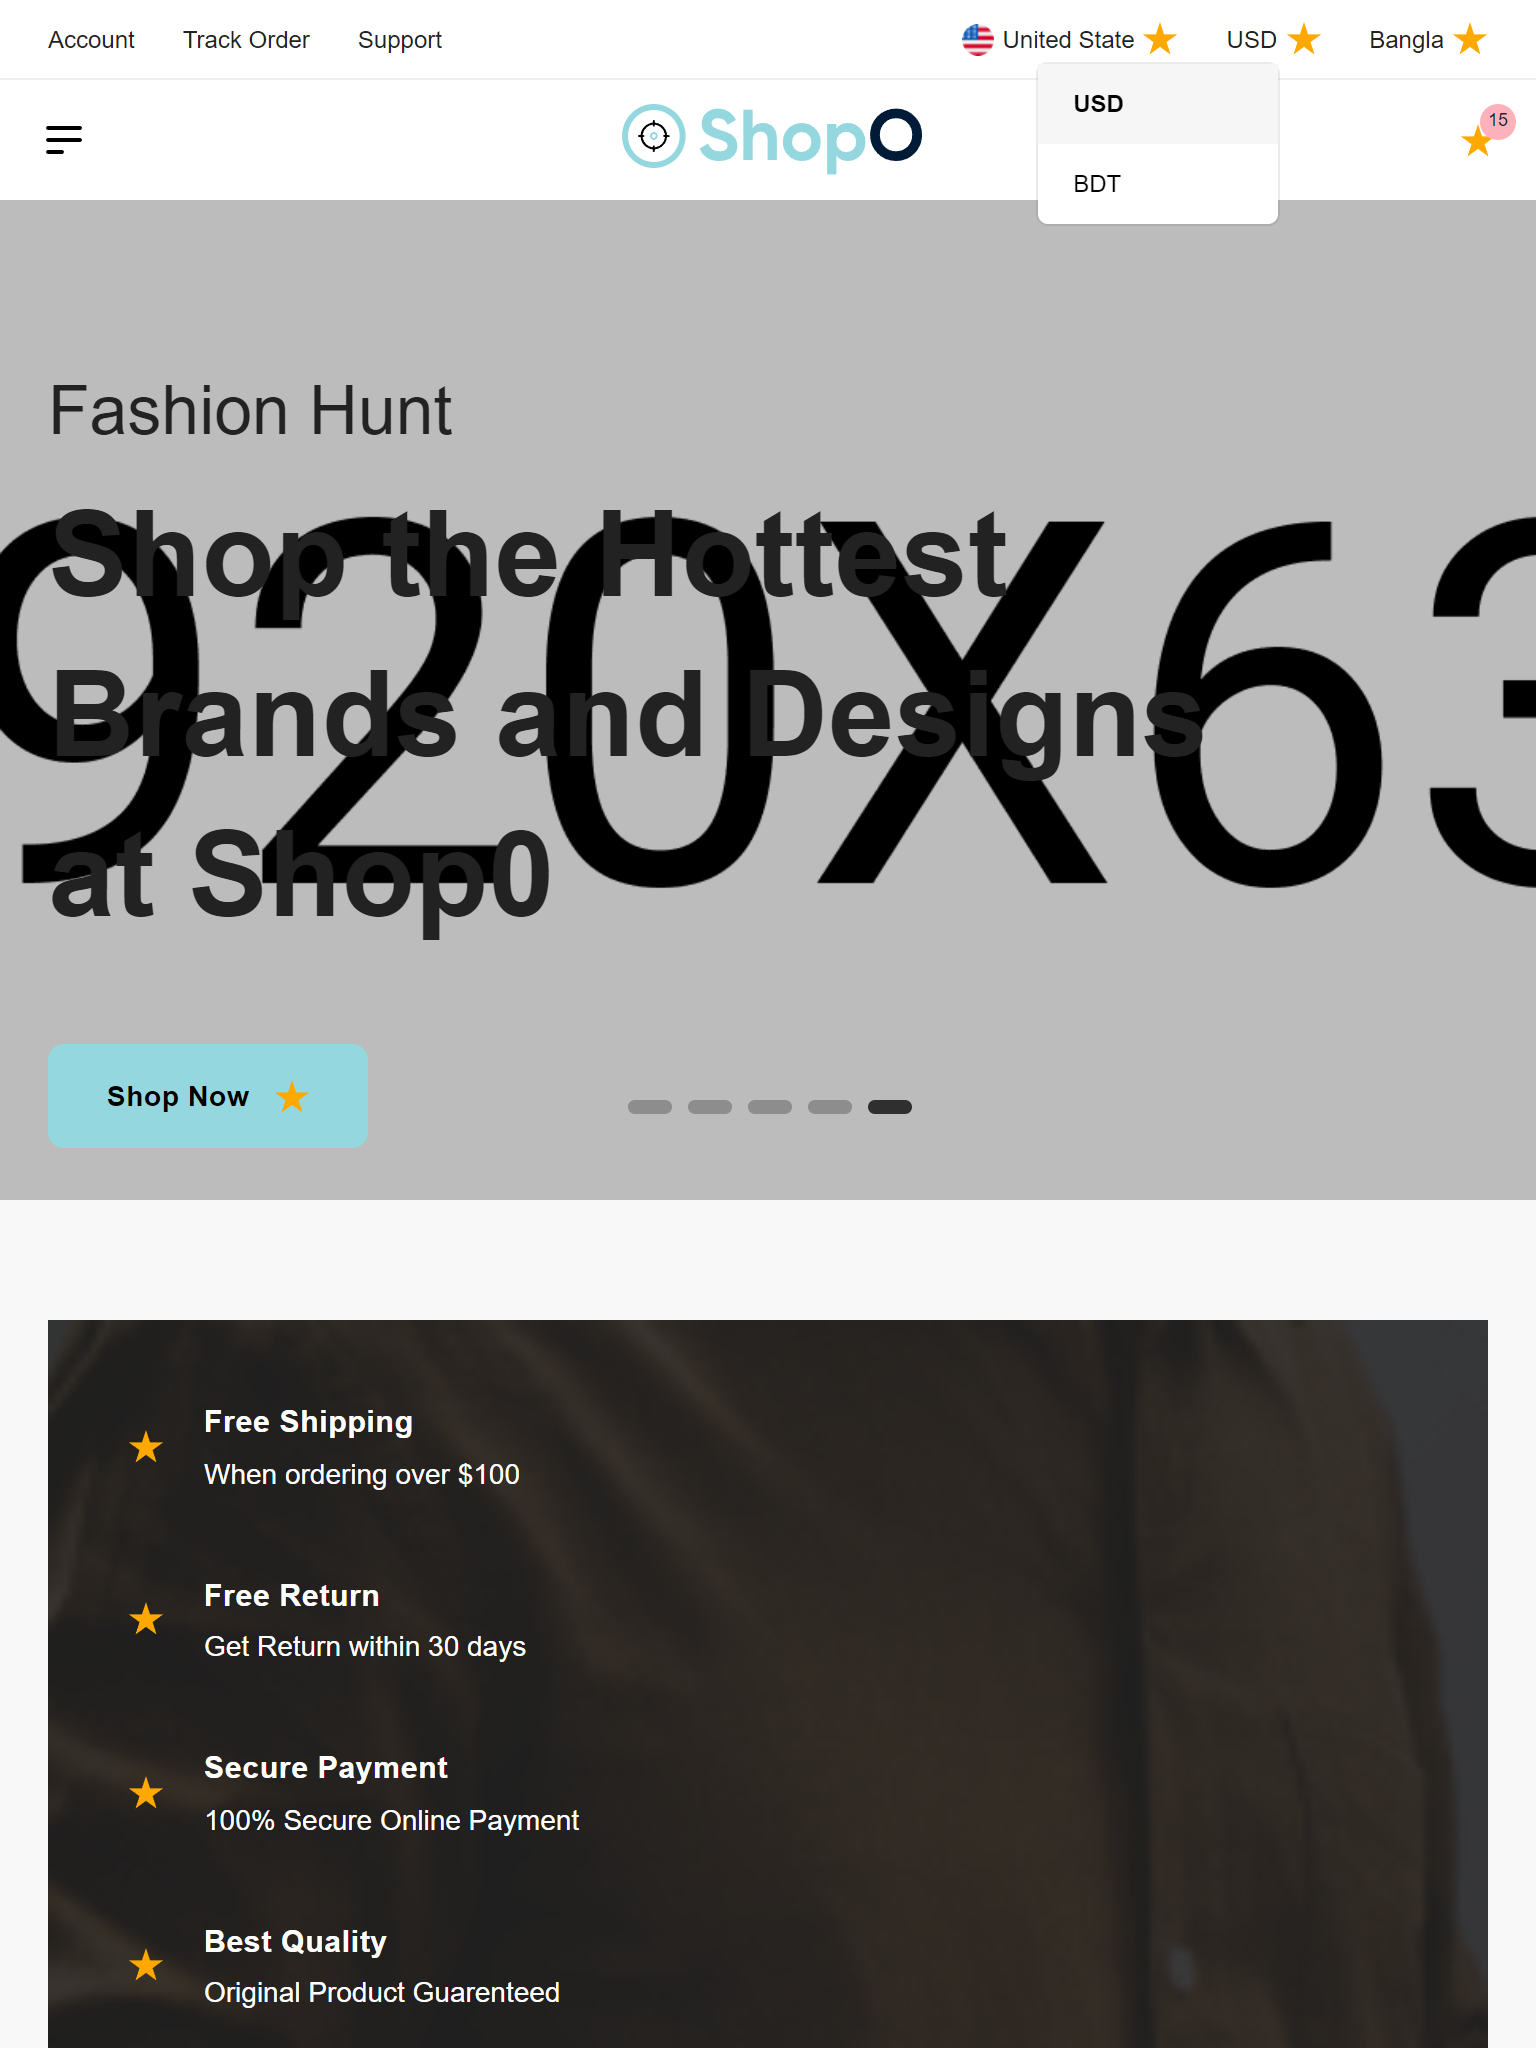 Account Track Order Support United State USD Bangla
USD
BDT
ShopO
15
Fashion Hunt
920X63
Shop the Hottest
Brands and Designs
at Shop0
Shop Now
Free Shipping
When ordering over $100
Free Return
Get Return within 30 days
Secure Payment
100% Secure Online Payment
Best Quality
Original Product Guarenteed